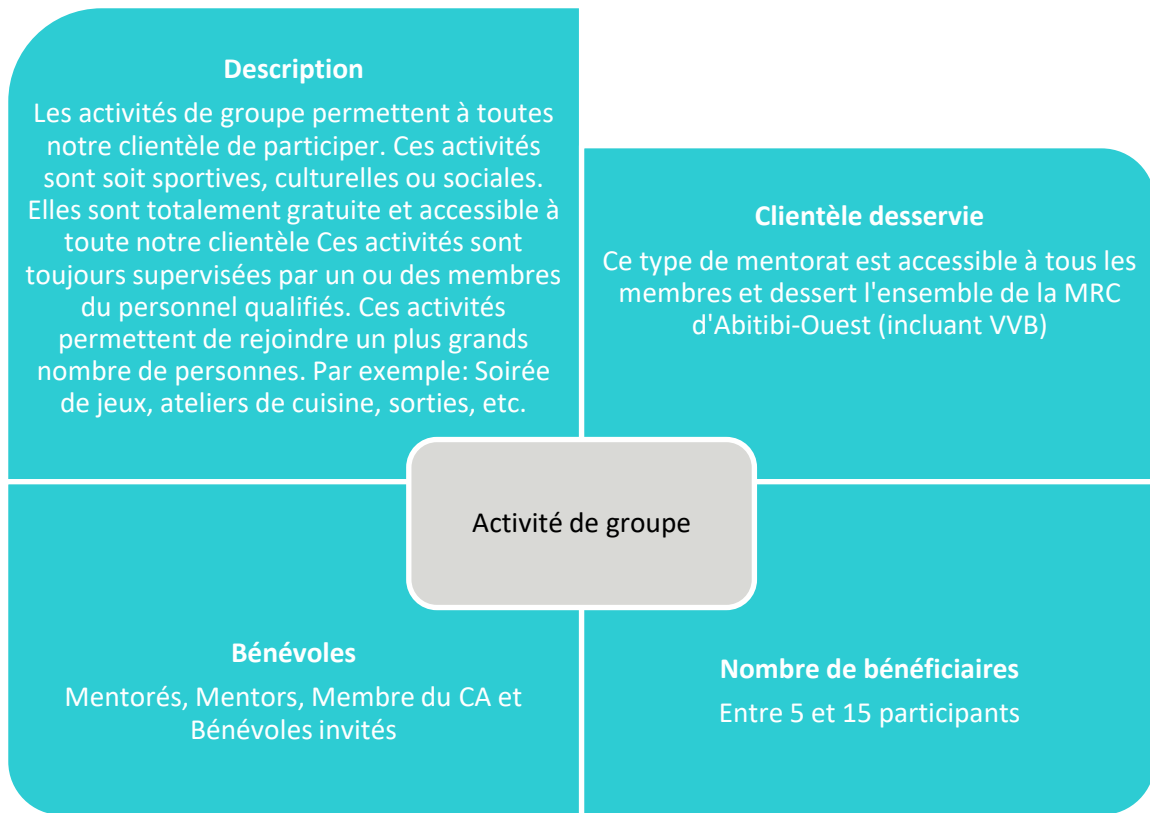 Description
Les activités de groupe permettent à toutes
notre clientèle de participer. Ces activités
sont soit sportives, culturelles ou sociales.
Elles sont totalement gratuite et accessible à
toute notre clientèle Ces activités sont
toujours supervisées par un ou des membres
du personnel qualifiés. Ces activités
permettent de rejoindre un plus grands
nombre de personnes. Par exemple: Soirée
de jeux, ateliers de cuisine, sorties, etc.
Clientèle desservie
Ce type de mentorat est accessible à tous les
membres et dessert l'ensemble de la MRC
d'Abitibi-Ouest (incluant VVB)
Activité de groupe
Bénévoles
Mentorés, Mentors, Membre du CA et
Bénévoles invités
Nombre de bénéficiaires
Entre 5 et 15 participants